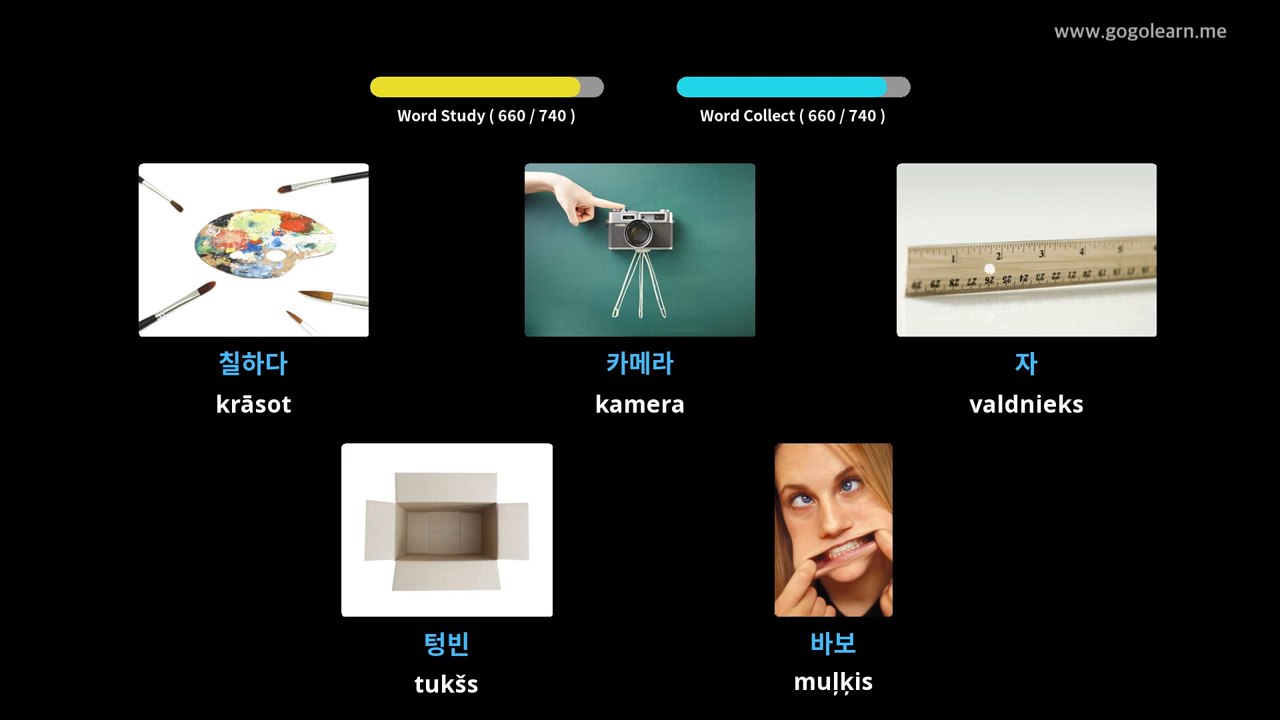 www.gogolearn.me
Word Study ( 660 / 740 )
Word Collect ( 660 / 740 )
칠하다
krāsot
카메라
kamera
자
valdnieks
텅빈
tukšs
바보
muļķis